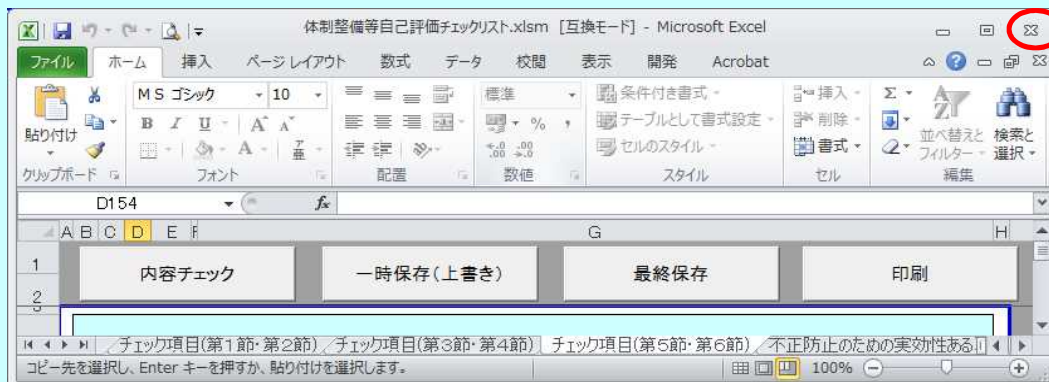 体制整備等自己評価チェックリスト.xlsm [互換モード] - Microsoft Excel
ファイル ホーム 挿入 ページ レイアウト 数式 データ 校閲 表示 開発 Acrobat
貼り付け
クリップボード
MS ゴシック 10
B I U A A
A
フォント
配置
標準
%
数値
条件付き書式
テーブルとして書式設定
セルのスタイル
スタイル
挿入
削除
書式
セル
Σ
並べ替えと
フィルター
検索と
選択
編集
D154 fx
A B C D E F G H
1
2
3
内容チェック 一時保存(上書き) 最終保存 印刷
チェック項目(第1節・第2節) チェック項目(第3節・第4節) チェック項目(第5節・第6節) 不正防止のための実効性ある
コピー先を選択し、Enter キーを押すか、貼り付けを選択します。 100%